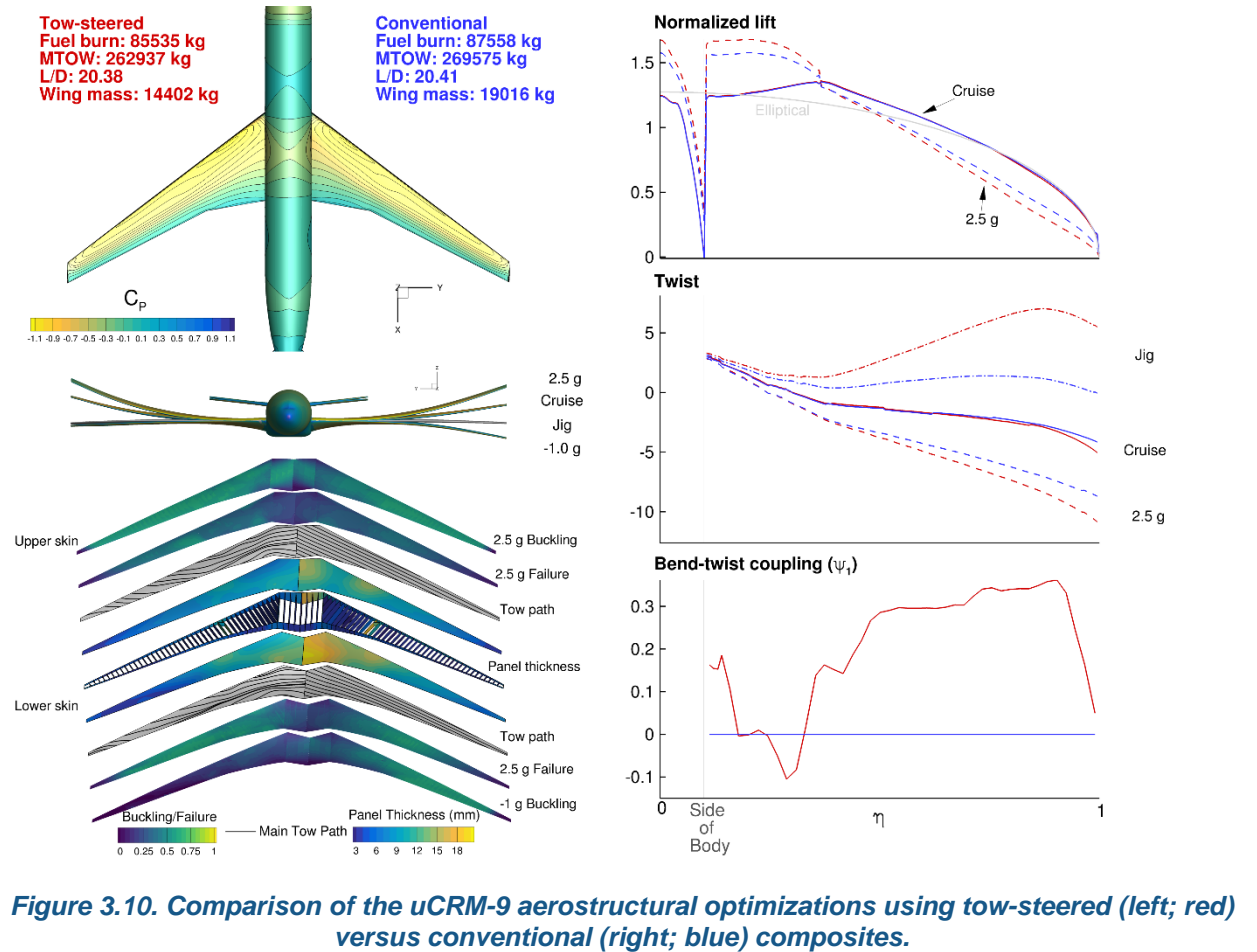 Tow-steered
Fuel burn: 85535 kg
MTOW: 262937 kg
L/D: 20.38
Wing mass: 14402 kg
Conventional
Fuel burn: 87558 kg
MTOW: 269575 kg
L/D: 20.41
Wing mass: 19016 kg
C_P
-1.1 -0.9 -0.7 -0.5 -0.3 -0.1 0.1 0.3 0.5 0.7 0.9 1.1
Z Y
X
Z
Y
2.5 g
Cruise
Jig
-1.0 g
Upper skin
2.5 g Buckling
2.5 g Failure
Tow path
Panel thickness
Lower skin
Tow path
2.5 g Failure
-1 g Buckling
Buckling/Failure
0 0.25 0.5 0.75 1
Main Tow Path
Panel Thickness (mm)
3 6 9 12 15 18
Normalized lift
1.5
1
0.5
0
Cruise
Elliptical
2.5 g
Twist
5
0
-5
-10
Jig
Cruise
2.5 g
Bend-twist coupling (ψ₁)
0.3
0.2
0.1
0
-0.1
0 η 1
Side
of
Body
Figure 3.10. Comparison of the uCRM-9 aerostructural optimizations using tow-steered (left; red)
versus conventional (right; blue) composites.